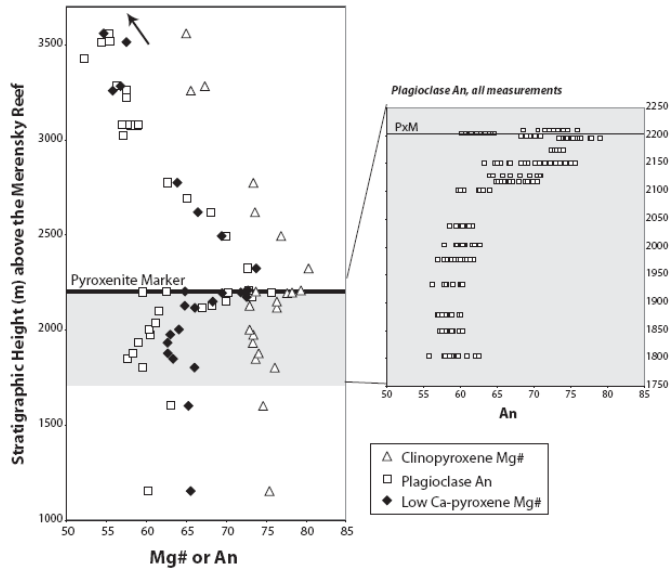 3500
3000
2500
2000
1500
1000
Stratigraphic Height (m) above the Merensky Reef
Pyroxenite Marker
50 55 60 65 70 75 80 85
Mg# or An
Plagioclase An, all measurements
PxM
2250
2200
2150
2100
2050
2000
1950
1900
1850
1800
1750
50 55 60 65 70 75 80 85
An
Clinopyroxene Mg#
Plagioclase An
Low Ca-pyroxene Mg#